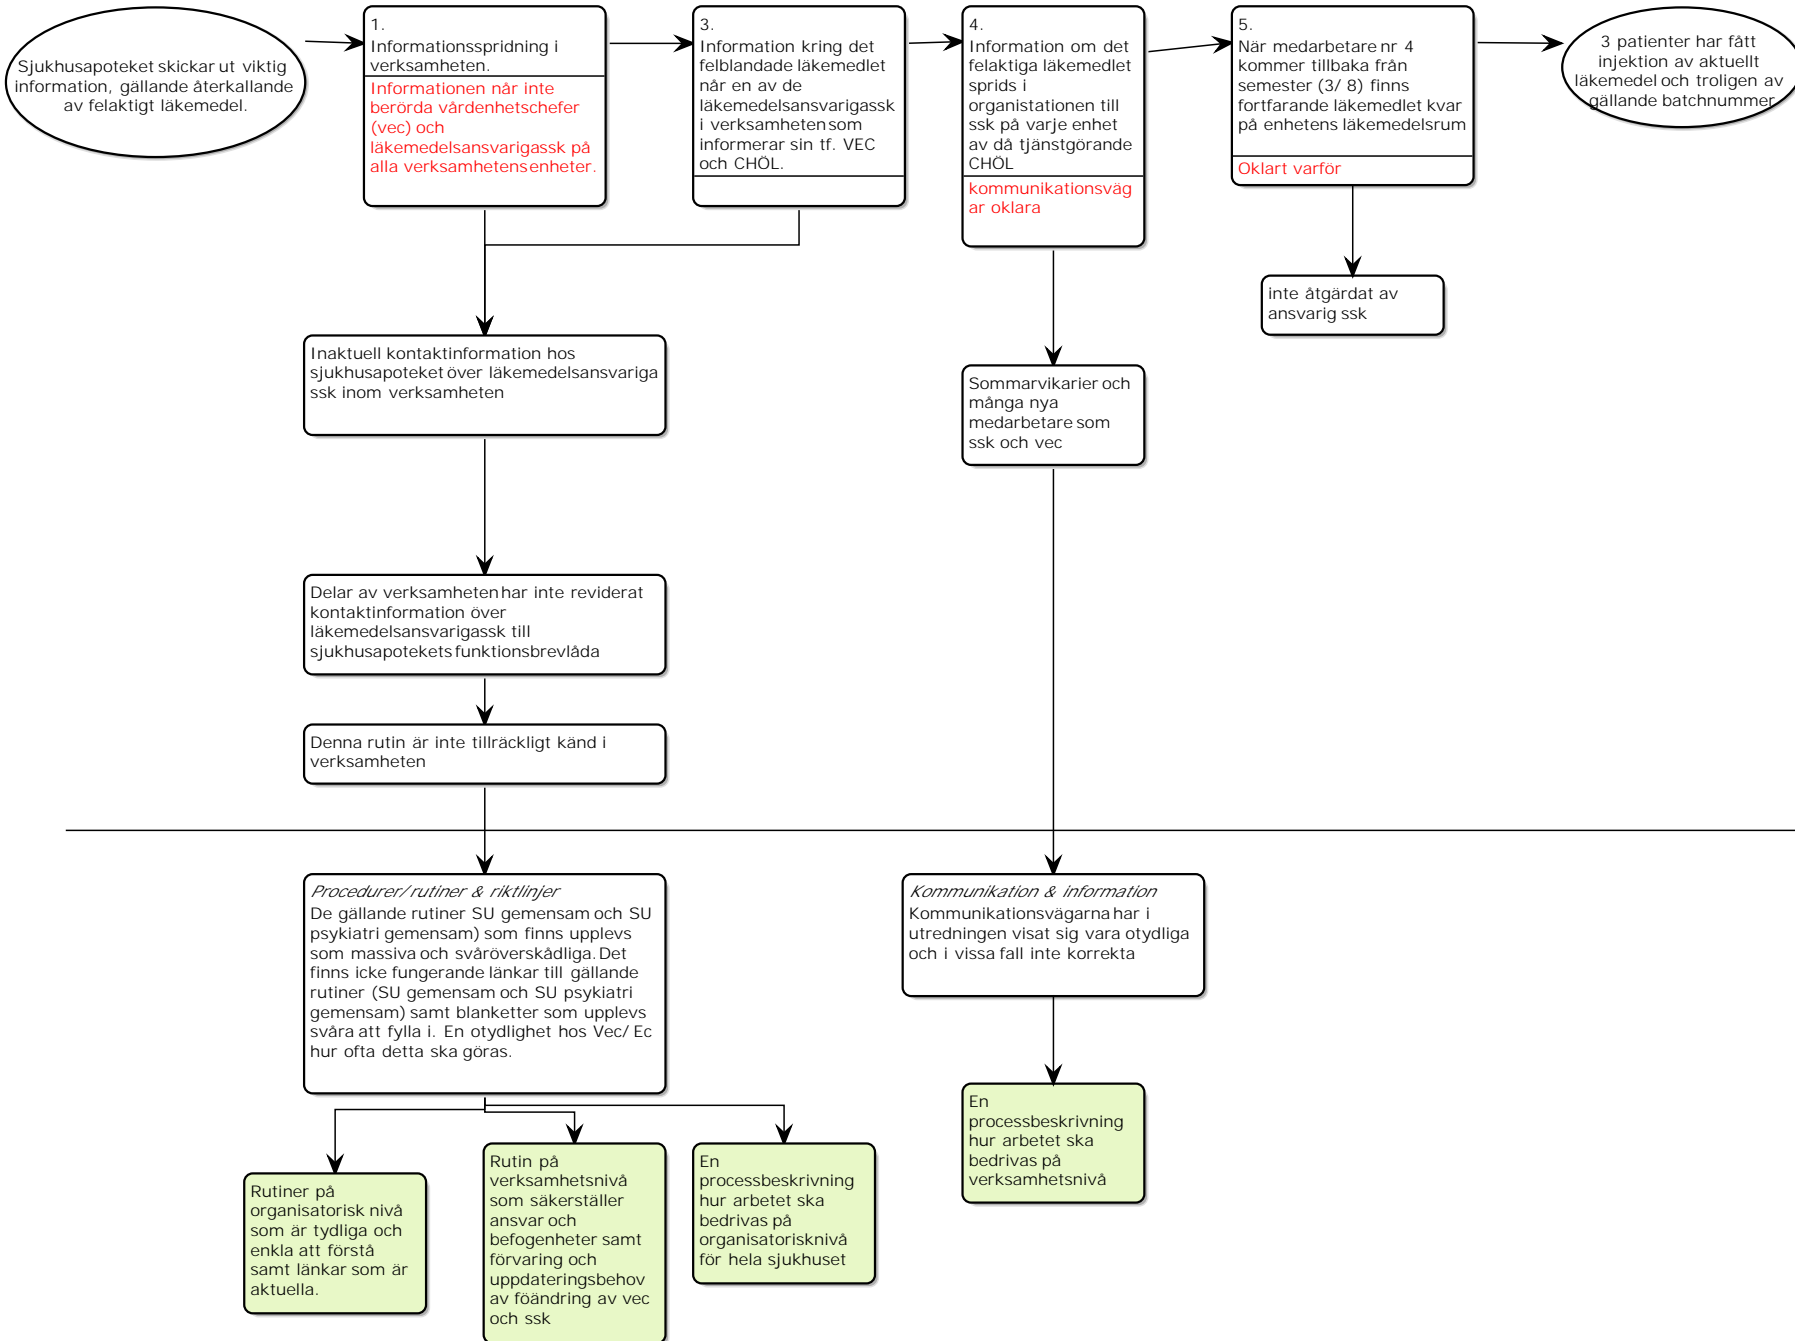 Sjukhusapoteket skickar ut viktig
information, gällande återkallande
av felaktigt läkemedel.
1.
Informationsspridning i
verksamheten.
Informationen når inte
berörda vårdenhetschefer
(vec) och
läkemedelsansvarigassk på
alla verksamhetensenheter.
3.
Information kring det
felblandade läkemedlet
når en av de
läkemedelsansvarigassk
i verksamheten som
informerar sin tf. VEC
och CHÖL.
4.
Information om det
felaktiga läkemedlet
sprids i
organistationen till
ssk på varje enhet
av då tjänstgörande
CHÖL
kommunikationsväg
ar oklara
5.
När medarbetare nr 4
kommer tillbaka från
semester (3/ 8) finns
fortfarande läkemedlet kvar
på enhetens läkemedelsrum
Oklart varför
3 patienter har fått
injektion av aktuellt
läkemedel och troligen av
gällande batchnummer
inte åtgärdat av
ansvarig ssk
Inaktuell kontaktinformation hos
sjukhusapoteket över läkemedelsansvariga
ssk inom verksamheten
Sommarvikarier och
många nya
medarbetare som
ssk och vec
Delar av verksamheten har inte reviderat
kontaktinformation över
läkemedelsansvarigassk till
sjukhusapotekets funktionsbrevlåda
Denna rutin är inte tillräckligt känd i
verksamheten
Procedurer/ rutiner & riktlinjer
De gällande rutiner SU gemensam och SU
psykiatri gemensam) som finns upplevs
som massiva och svåröverskådliga. Det
finns icke fungerande länkar till gällande
rutiner (SU gemensam och SU psykiatri
gemensam) samt blanketter som upplevs
svåra att fylla i. En otydlighet hos Vec/ Ec
hur ofta detta ska göras.
Kommunikation & information
Kommunikationsvägarna har i
utredningen visat sig vara otydliga
och i vissa fall inte korrekta
Rutiner på
organisatorisk nivå
som är tydliga och
enkla att förstå
samt länkar som är
aktuella.
Rutin på
verksamhetsnivå
som säkerställer
ansvar och
befogenheter samt
förvaring och
uppdateringsbehov
av föändring av vec
och ssk
En
processbeskrivning
hur arbetet ska
bedrivas på
organisatorisknivå
för hela sjukhuset
En
processbeskrivning
hur arbetet ska
bedrivas på
verksamhetsnivå